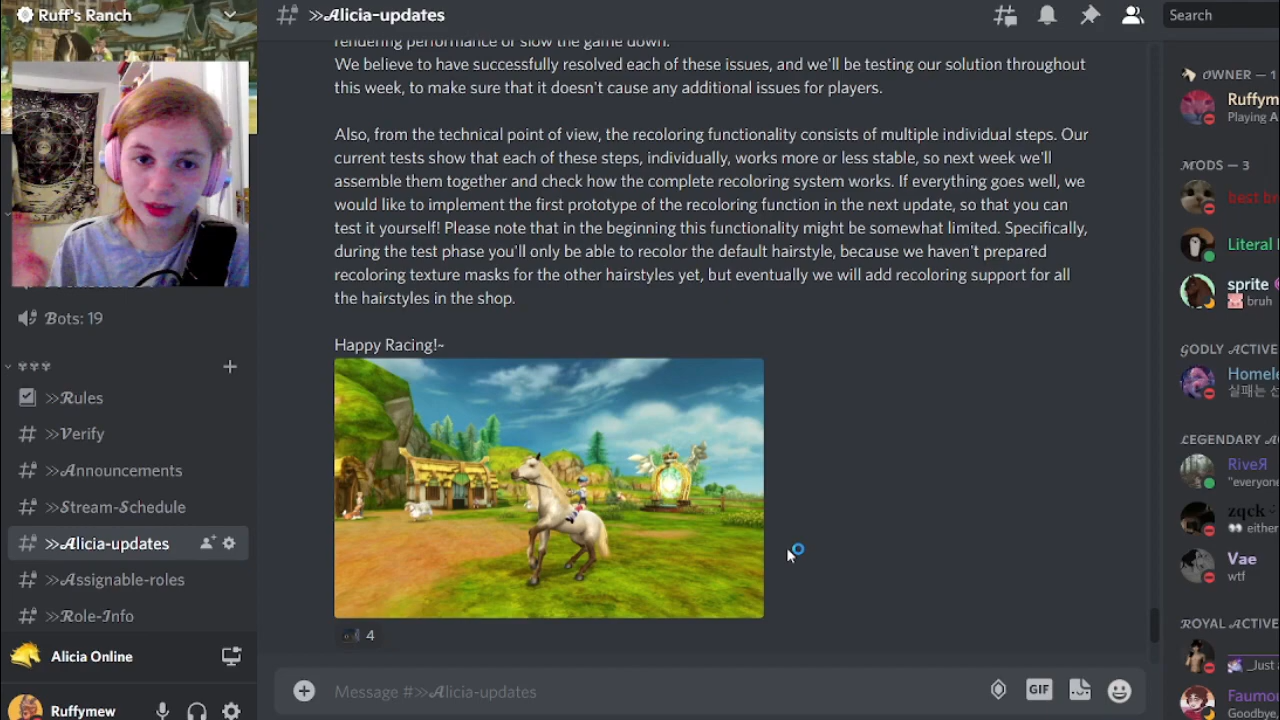 Ruff's Ranch
Bots: 19
»Rules
»Verify
»Announcements
»Stream-Schedule
»Alicia-updates
»Assignable-roles
»Role-Info
Alicia Online
Ruffymew
»Alicia-updates
Search
rendering performance or slow the game down.
We believe to have successfully resolved each of these issues, and we'll be testing our solution throughout
this week, to make sure that it doesn't cause any additional issues for players.
Also, from the technical point of view, the recoloring functionality consists of multiple individual steps. Our
current tests show that each of these steps, individually, works more or less stable, so next week we'll
assemble them together and check how the complete recoloring system works. If everything goes well, we
would like to implement the first prototype of the recoloring function in the next update, so that you can
test it yourself! Please note that in the beginning this functionality might be somewhat limited. Specifically,
during the test phase you'll only be able to recolor the default hairstyle, because we haven't prepared
recoloring texture masks for the other hairstyles yet, but eventually we will add recoloring support for all
the hairstyles in the shop.
Happy Racing!~
4
Message #»Alicia-updates
GIF
OWNER — 1
Ruffym
Playing A
MODS — 3
best br
Literal
sprite
bruh
GODLY ACTIVE
Homele
실패는 선
LEGENDARY A
RiveЯ
"everyone
zqck
either
Vae
wtf
ROYAL ACTIVE
_Just a
Faumo
Goodbye,